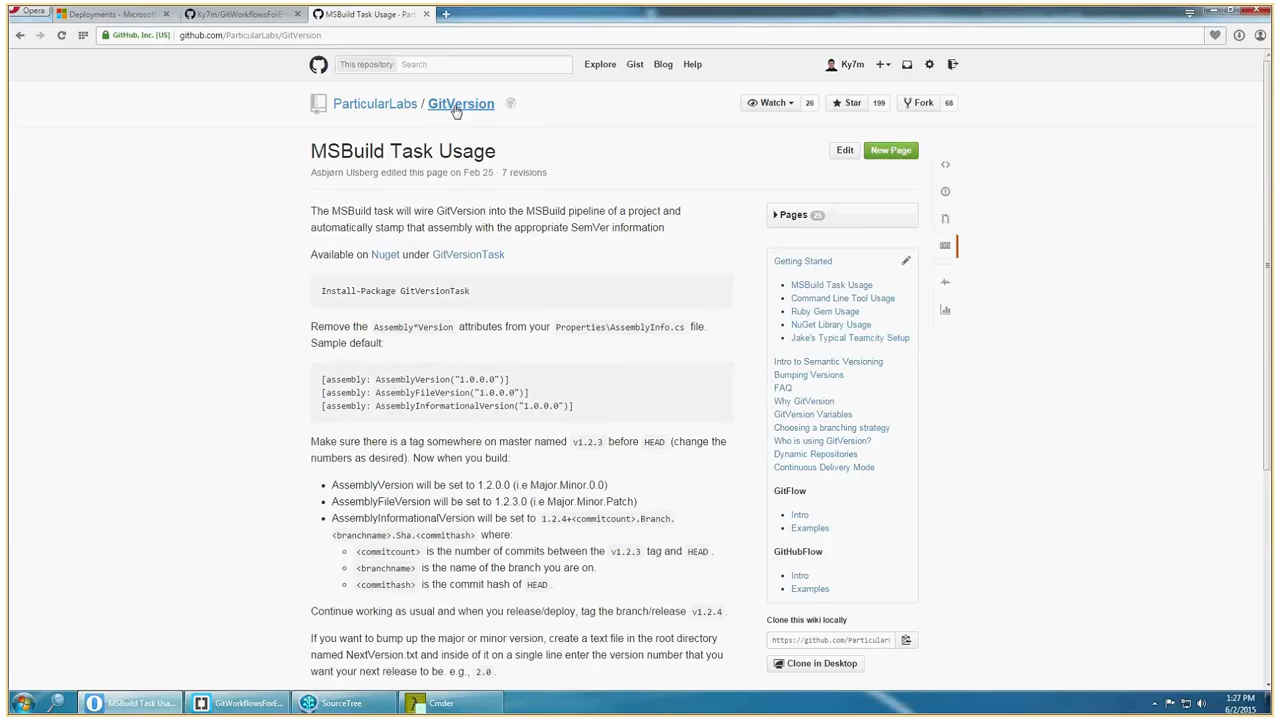 Opera
Deployments - Microsoft
Ky7m/GitWorkflowsForEn
MSBuild Task Usage - Part
GitHub, Inc. [US]
github.com/ParticularLabs/GitVersion
This repository
Search
Explore
Gist
Blog
Help
Ky7m
ParticularLabs / GitVersion
Watch
26
Star
199
Fork
68
MSBuild Task Usage
Edit
New Page
Asbjørn Ulsberg edited this page on Feb 25 · 7 revisions
The MSBuild task will wire GitVersion into the MSBuild pipeline of a project and
automatically stamp that assembly with the appropriate SemVer information
Available on Nuget under GitVersionTask
Install-Package GitVersionTask
Remove the Assembly*Version attributes from your Properties\AssemblyInfo.cs file.
Sample default:
[assembly: AssemblyVersion("1.0.0.0")]
[assembly: AssemblyFileVersion("1.0.0.0")]
[assembly: AssemblyInformationalVersion("1.0.0.0")]
Make sure there is a tag somewhere on master named v1.2.3 before HEAD (change the
numbers as desired). Now when you build:
AssemblyVersion will be set to 1.2.0.0 (i.e Major.Minor.0.0)
AssemblyFileVersion will be set to 1.2.3.0 (i.e Major.Minor.Patch)
AssemblyInformationalVersion will be set to 1.2.4+<commitcount>.Branch.
<branchname>.Sha.<commithash> where:
<commitcount> is the number of commits between the v1.2.3 tag and HEAD.
<branchname> is the name of the branch you are on.
<commithash> is the commit hash of HEAD.
Continue working as usual and when you release/deploy, tag the branch/release v1.2.4.
If you want to bump up the major or minor version, create a text file in the root directory
named NextVersion.txt and inside of it on a single line enter the version number that you
want your next release to be. e.g., 2.0.
Pages 25
Getting Started
MSBuild Task Usage
Command Line Tool Usage
Ruby Gem Usage
NuGet Library Usage
Jake's Typical Teamcity Setup
Intro to Semantic Versioning
Bumping Versions
FAQ
Why GitVersion
GitVersion Variables
Choosing a branching strategy
Who is using GitVersion?
Dynamic Repositories
Continuous Delivery Mode
GitFlow
Intro
Examples
GitHubFlow
Intro
Examples
Clone this wiki locally
https://github.com/Particularl
Clone in Desktop
MSBuild Task Usa...
GitWorkflowsForE...
SourceTree
Cmder
1:27 PM
6/2/2015